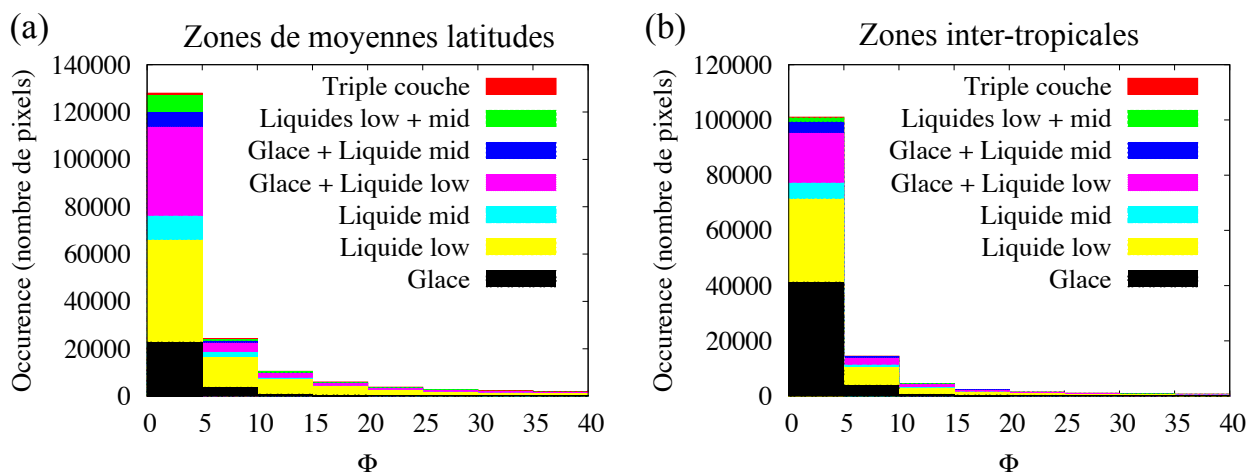 (a)
Zones de moyennes latitudes
Occurence (nombre de pixels)
140000
120000
100000
80000
60000
40000
20000
0
Triple couche
Liquides low + mid
Glace + Liquide mid
Glace + Liquide low
Liquide mid
Liquide low
Glace
0 5 10 15 20 25 30 35 40
Φ
(b)
Zones inter-tropicales
Occurence (nombre de pixels)
120000
100000
80000
60000
40000
20000
0
Triple couche
Liquides low + mid
Glace + Liquide mid
Glace + Liquide low
Liquide mid
Liquide low
Glace
0 5 10 15 20 25 30 35 40
Φ